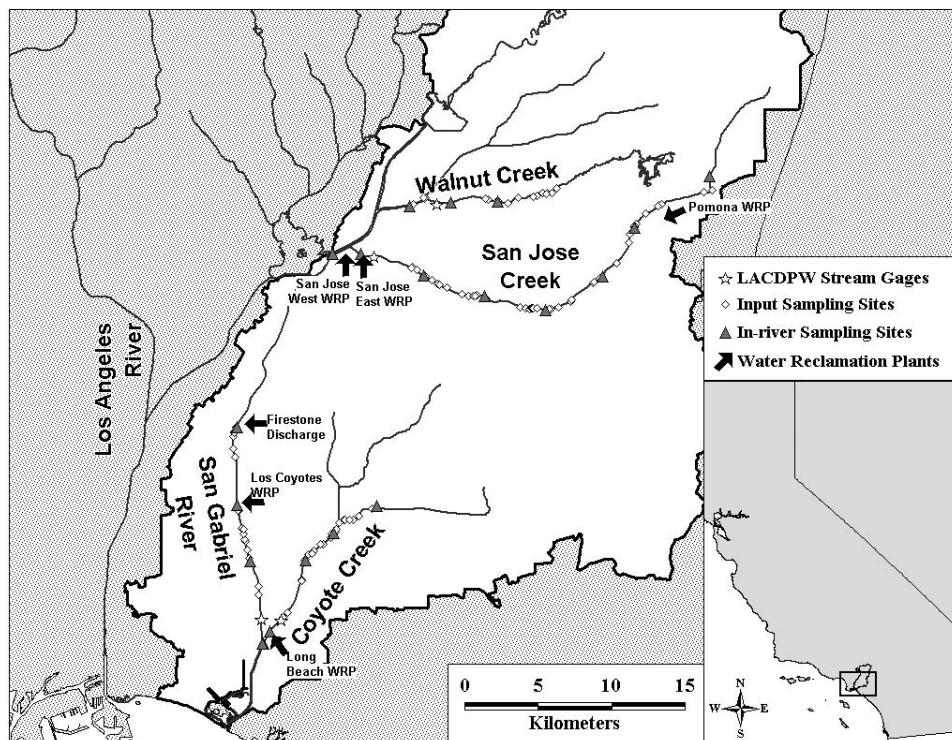 Walnut Creek
Pomona WRP
San Jose
Creek
San Jose
West WRP
San Jose
East WRP
Los Angeles
River
Firestone
Discharge
Los Coyotes
WRP
San Gabriel
River
Coyote Creek
Long
Beach WRP
LACDPW Stream Gages
Input Sampling Sites
In-river Sampling Sites
Water Reclamation Plants
0 5 10 15
Kilometers
N
W E
S